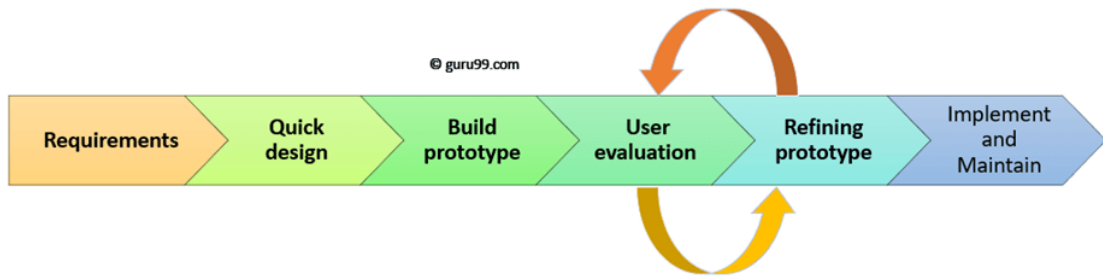 © guru99.com
Requirements
Quick
design
Build
prototype
User
evaluation
Refining
prototype
Implement
and
Maintain